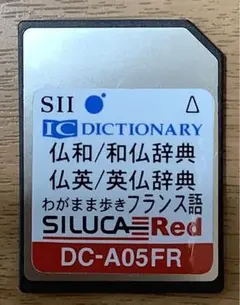 SII △
IC DICTIONARY
仏和/和仏辞典
仏英/英仏辞典
わがまま歩きフランス語
SILUCA Red
DC-A05FR